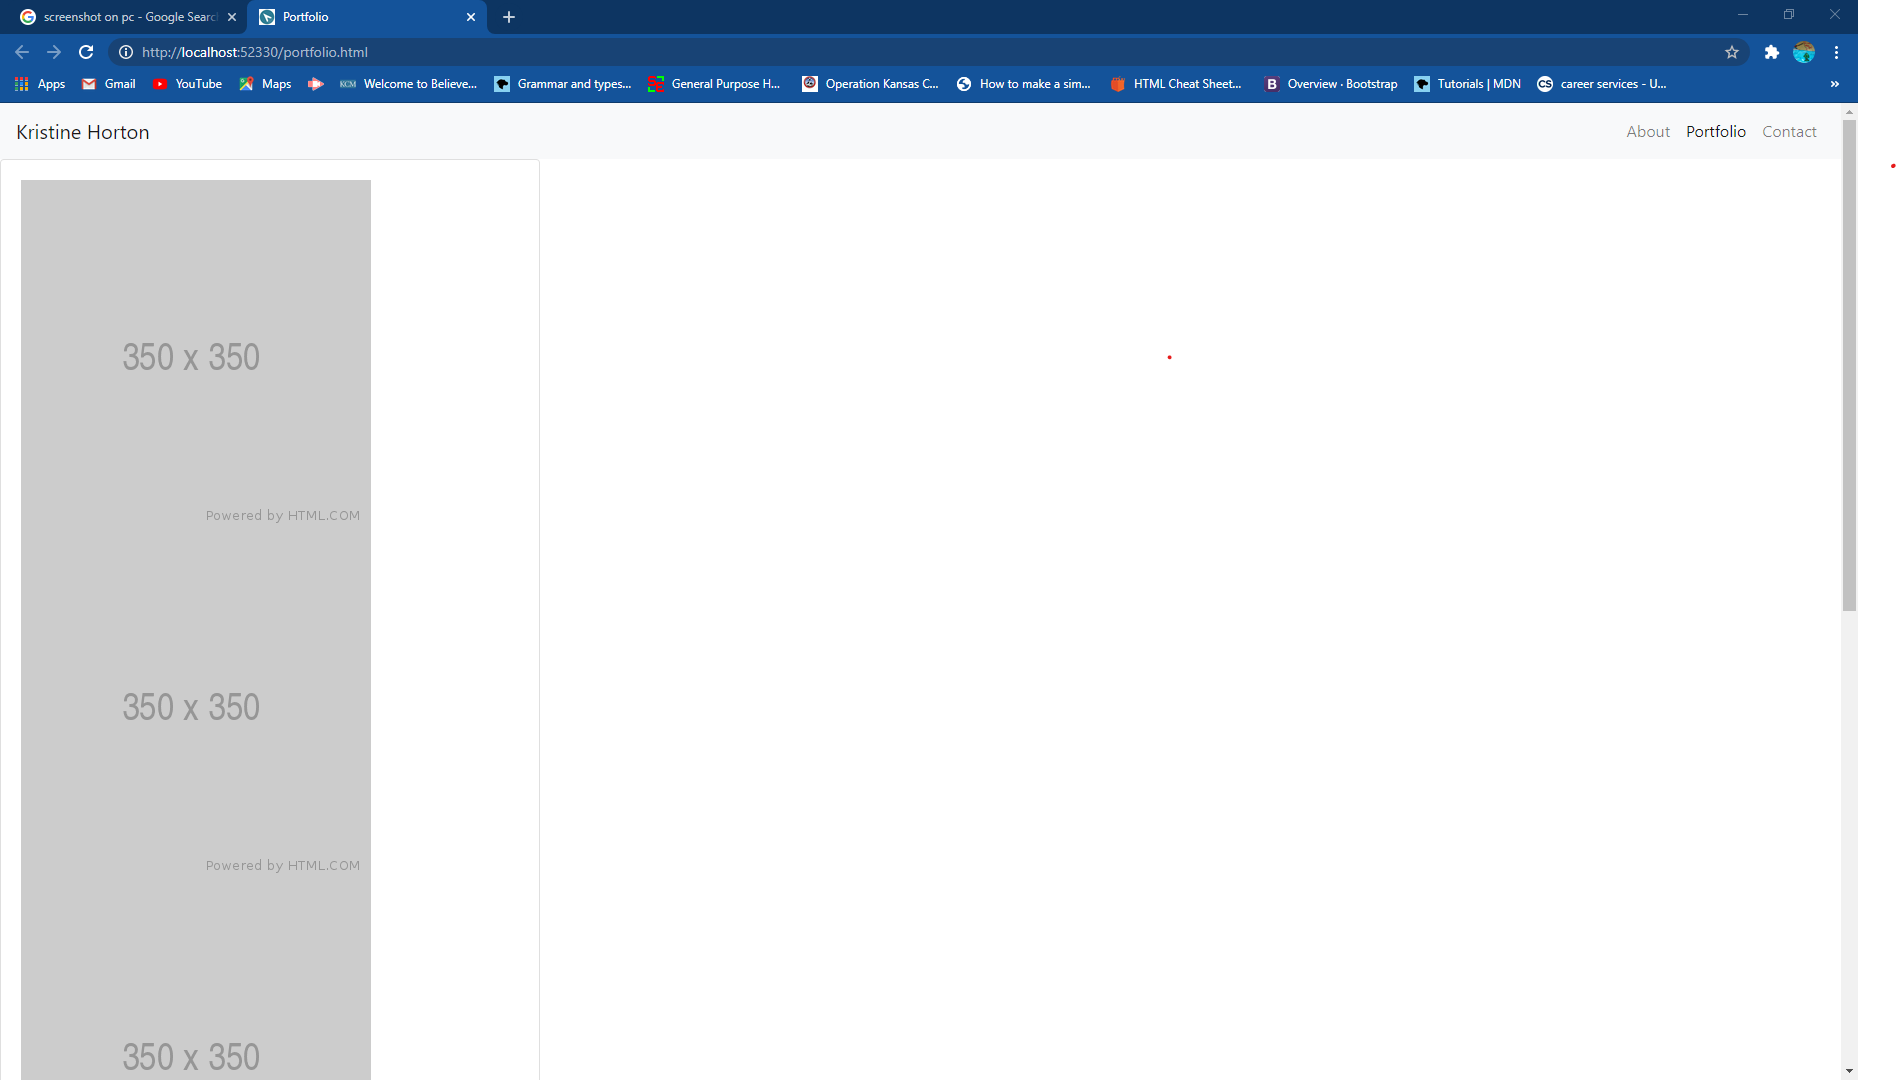 screenshot on pc - Google Searc
Portfolio
http://localhost:52330/portfolio.html
Apps
Gmail
YouTube
Maps
KCM
Welcome to Believe...
Grammar and types...
General Purpose H...
Operation Kansas C...
How to make a sim...
HTML Cheat Sheet...
B
Overview · Bootstrap
Tutorials | MDN
CS
career services - U...
»
Kristine Horton
About
Portfolio
Contact
350 x 350
Powered by HTML.COM
350 x 350
Powered by HTML.COM
350 x 350